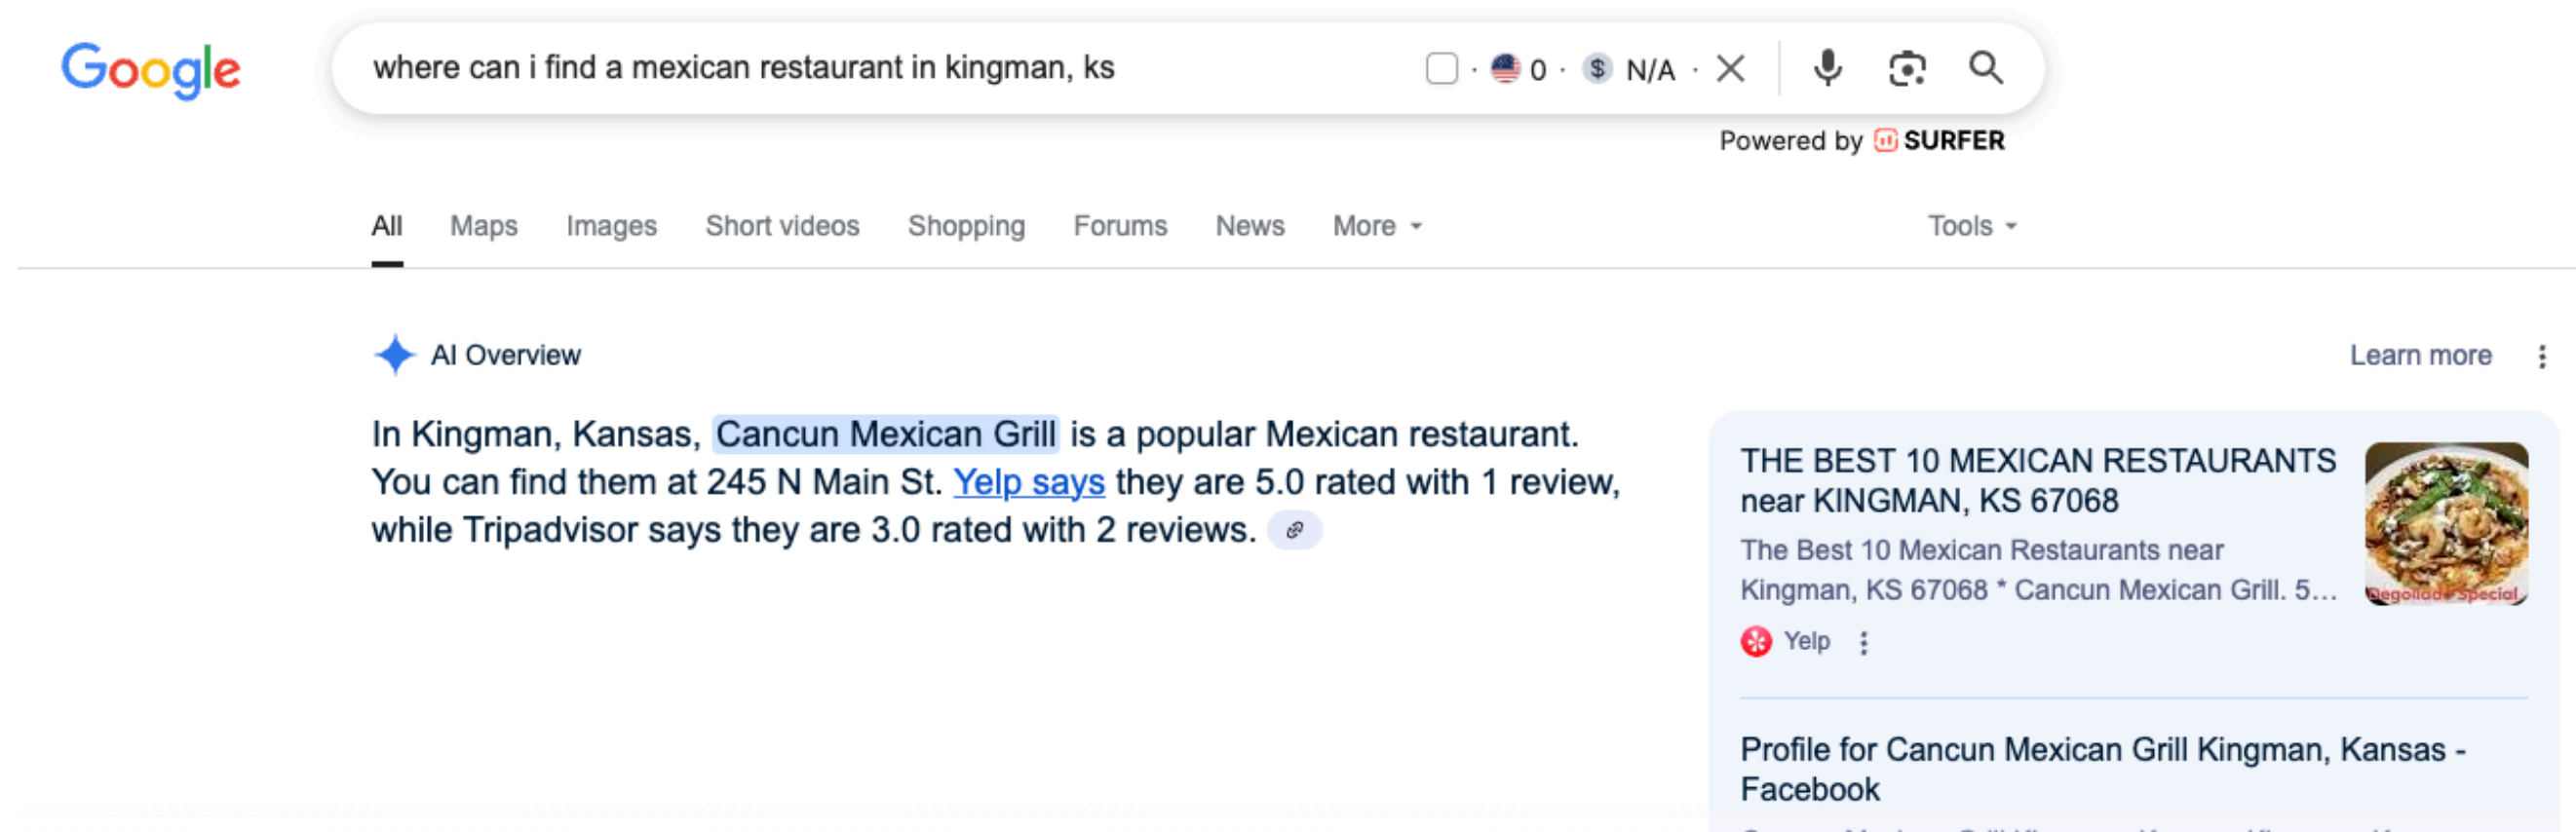 Google
where can i find a mexican restaurant in kingman, ks
· 0 · $ N/A ·
Powered by SURFER
All Maps Images Short videos Shopping Forums News More Tools
AI Overview
Learn more
In Kingman, Kansas, Cancun Mexican Grill is a popular Mexican restaurant.
You can find them at 245 N Main St. Yelp says they are 5.0 rated with 1 review,
while Tripadvisor says they are 3.0 rated with 2 reviews.
THE BEST 10 MEXICAN RESTAURANTS
near KINGMAN, KS 67068
The Best 10 Mexican Restaurants near
Kingman, KS 67068 * Cancun Mexican Grill. 5...
Degollado Special
Yelp
Profile for Cancun Mexican Grill Kingman, Kansas -
Facebook